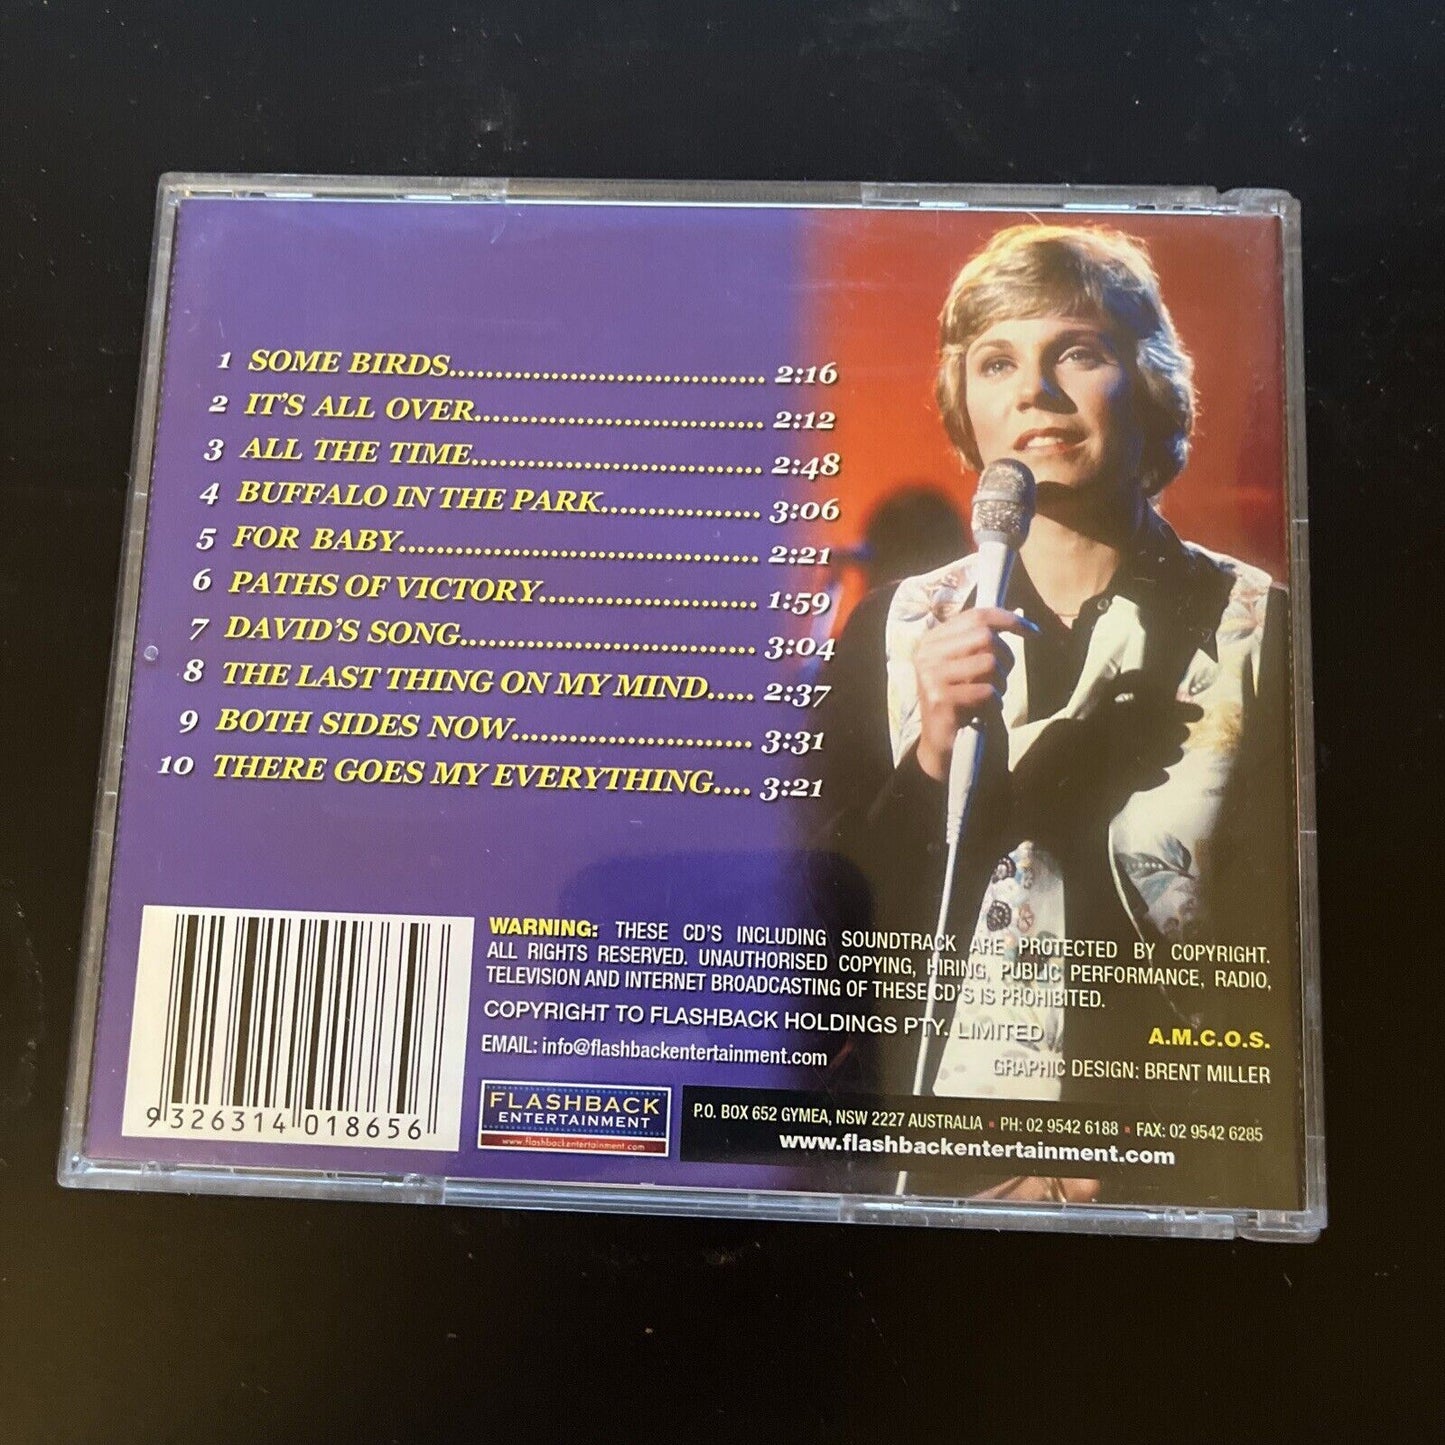 1 SOME BIRDS.................................. 2:16
2 IT'S ALL OVER............................... 2:12
3 ALL THE TIME............................... 2:48
4 BUFFALO IN THE PARK................. 3:06
5 FOR BABY...................................... 2:21
6 PATHS OF VICTORY....................... 1:59
7 DAVID'S SONG............................... 3:04
8 THE LAST THING ON MY MIND..... 2:37
9 BOTH SIDES NOW.......................... 3:31
10 THERE GOES MY EVERYTHING.... 3:21
WARNING: THESE CD'S INCLUDING SOUNDTRACK ARE PROTECTED BY COPYRIGHT.
ALL RIGHTS RESERVED. UNAUTHORISED COPYING, HIRING, PUBLIC PERFORMANCE, RADIO,
TELEVISION AND INTERNET BROADCASTING OF THESE CD'S IS PROHIBITED.
COPYRIGHT TO FLASHBACK HOLDINGS PTY. LIMITED
A.M.C.O.S.
EMAIL: info@flashbackentertainment.com
GRAPHIC DESIGN: BRENT MILLER
9 326314 018656
FLASHBACK
ENTERTAINMENT
www.flashbackentertainment.com
P.O. BOX 652 GYMEA, NSW 2227 AUSTRALIA ▪ PH: 02 9542 6188 ▪ FAX: 02 9542 6285
www.flashbackentertainment.com